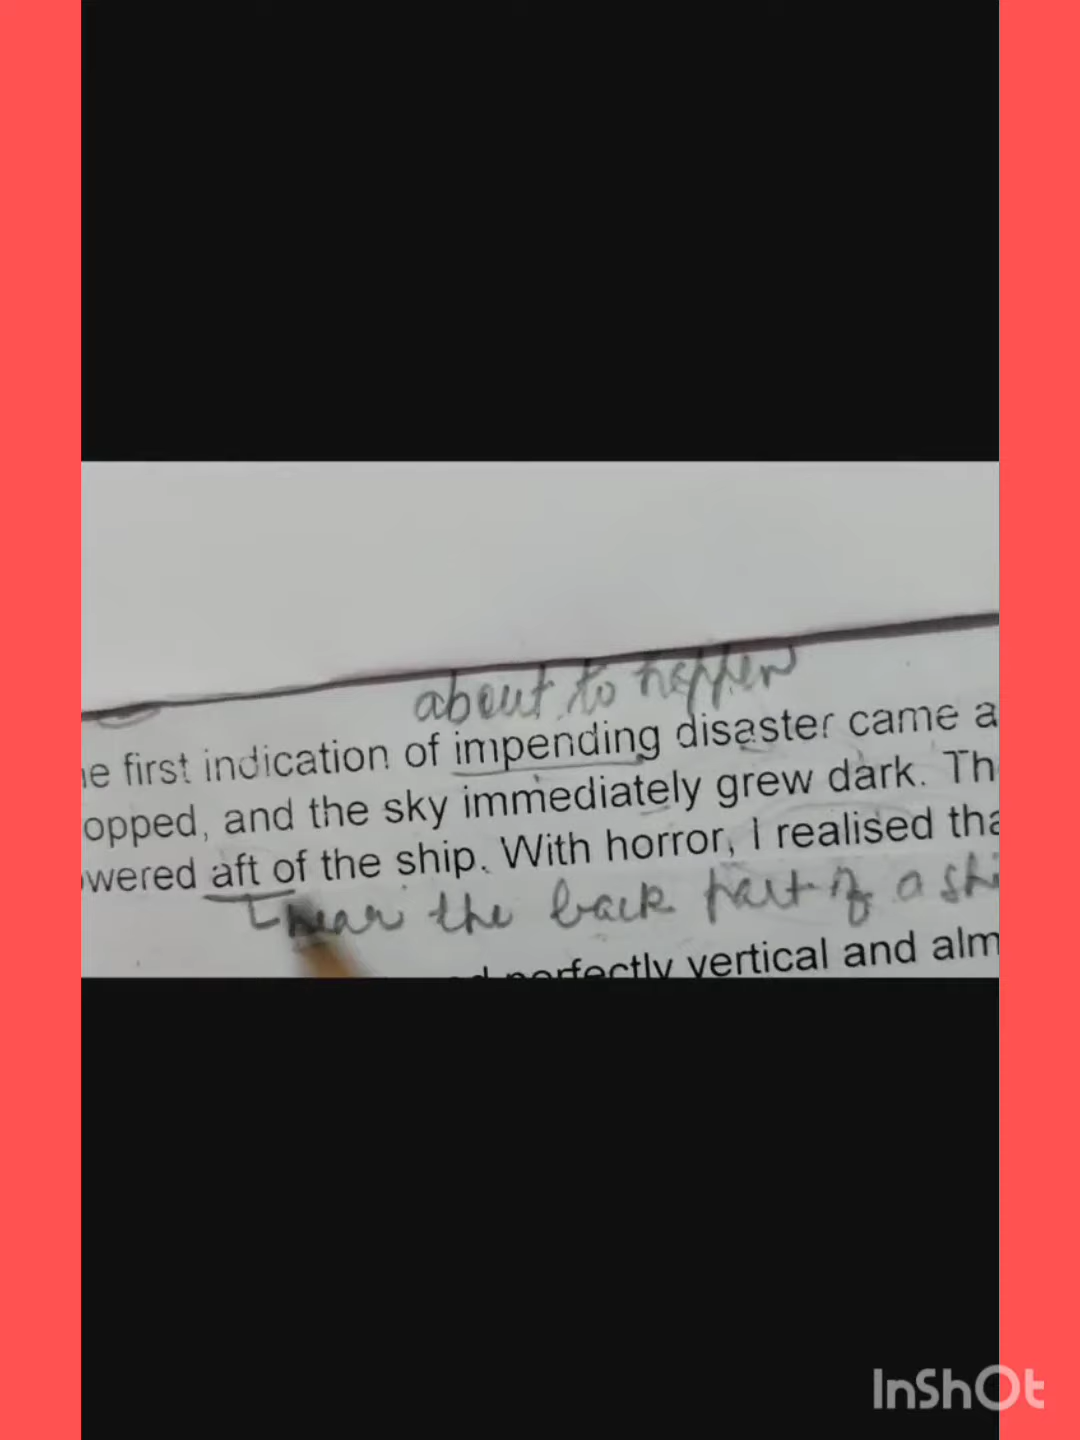 about to happen
e first indication of impending disaster came a
opped, and the sky immediately grew dark. Th
wered aft of the ship. With horror, I realised tha
near the back part of a shi
perfectly vertical and alm
InShOt